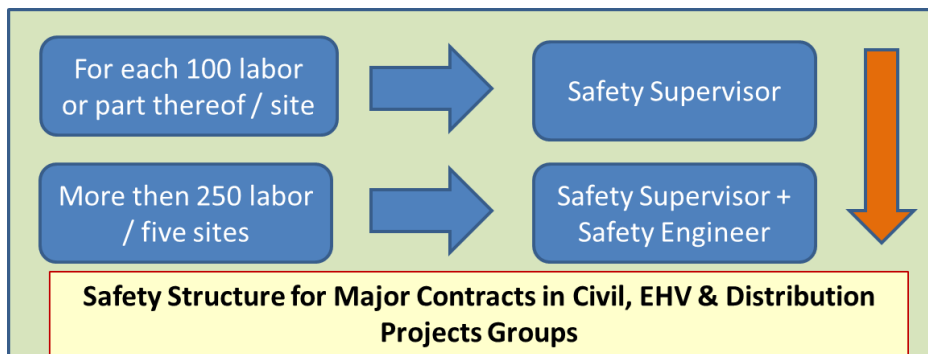 For each 100 labor
or part thereof / site
Safety Supervisor
More then 250 labor
/ five sites
Safety Supervisor +
Safety Engineer
Safety Structure for Major Contracts in Civil, EHV & Distribution
Projects Groups